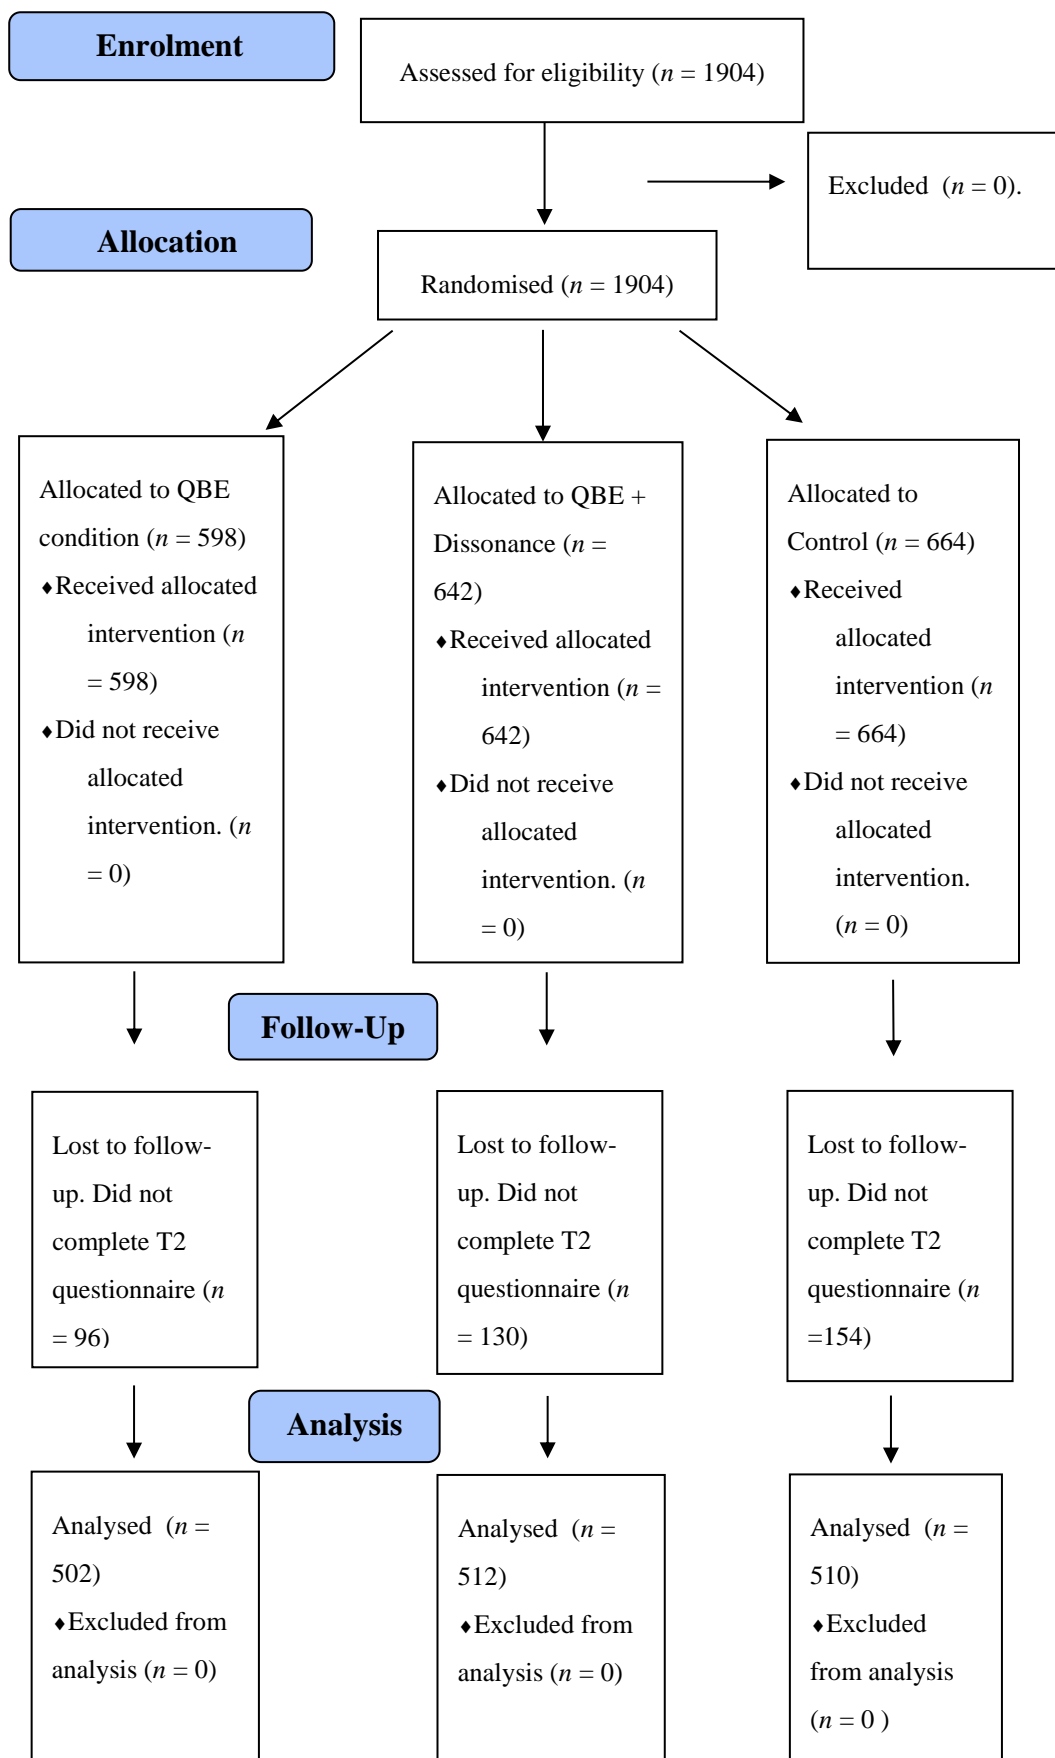 Enrolment
Assessed for eligibility (n = 1904)
Excluded  (n = 0).
Allocation
Randomised (n = 1904)
Allocated to QBE
condition (n = 598)
♦Received allocated
intervention (n
= 598)
♦Did not receive
allocated
intervention. (n
= 0)
Allocated to QBE +
Dissonance (n =
642)
♦Received allocated
intervention (n =
642)
♦Did not receive
allocated
intervention. (n
= 0)
Allocated to
Control (n = 664)
♦Received
allocated
intervention (n
= 664)
♦Did not receive
allocated
intervention.
(n = 0)
Follow-Up
Lost to follow-
up. Did not
complete T2
questionnaire (n
= 96)
Lost to follow-
up. Did not
complete T2
questionnaire (n
= 130)
Lost to follow-
up. Did not
complete T2
questionnaire (n
=154)
Analysis
Analysed  (n =
502)
♦Excluded from
analysis (n = 0)
Analysed  (n =
512)
♦Excluded from
analysis (n = 0)
Analysed  (n =
510)
♦Excluded
from analysis
(n = 0 )